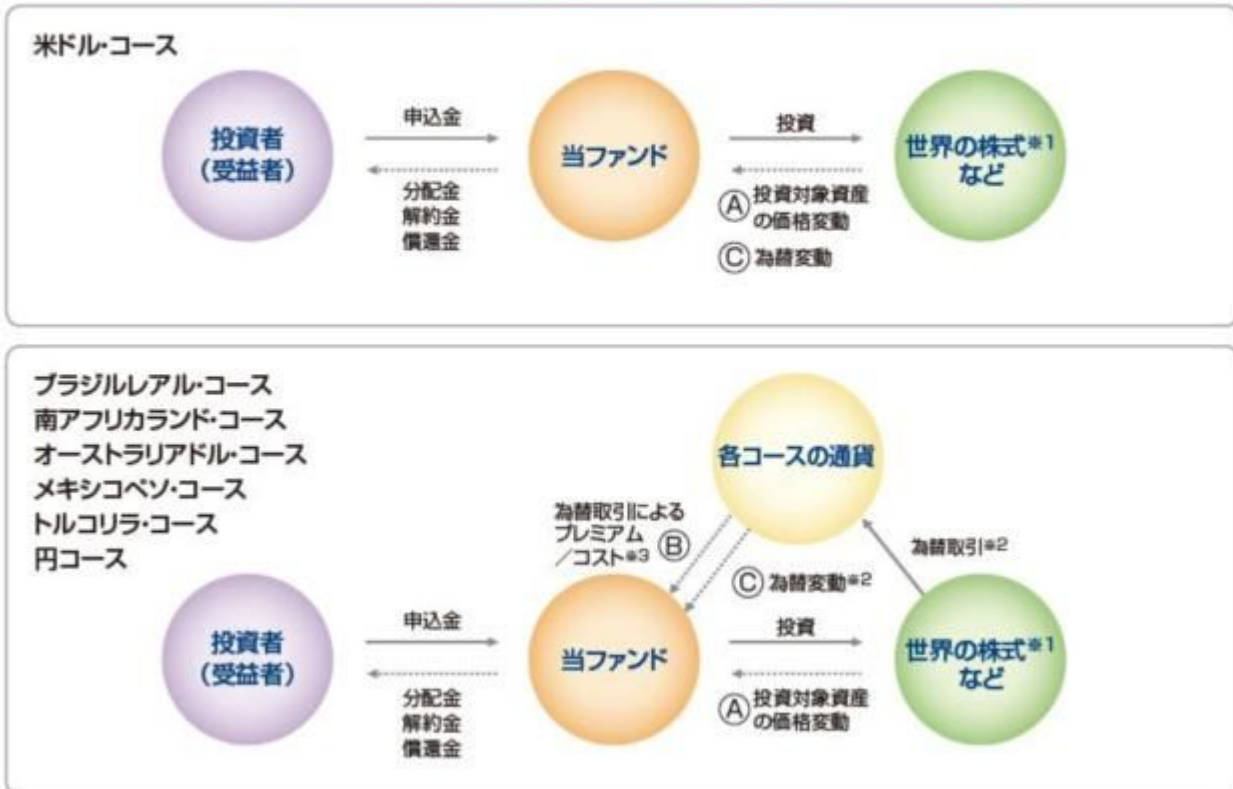 米ドル・コース
投資者
(受益者)
申込金
分配金
解約金
償還金
当ファンド
投資
Ⓐ 投資対象資産
の価格変動
Ⓒ 為替変動
世界の株式※1
など
ブラジルレアル・コース
南アフリカランド・コース
オーストラリアドル・コース
メキシコペソ・コース
トルコリラ・コース
円コース
各コースの通貨
為替取引による
プレミアム
/コスト※3 Ⓑ
Ⓒ 為替変動※2
為替取引※2
投資者
(受益者)
申込金
分配金
解約金
償還金
当ファンド
投資
Ⓐ 投資対象資産
の価格変動
世界の株式※1
など